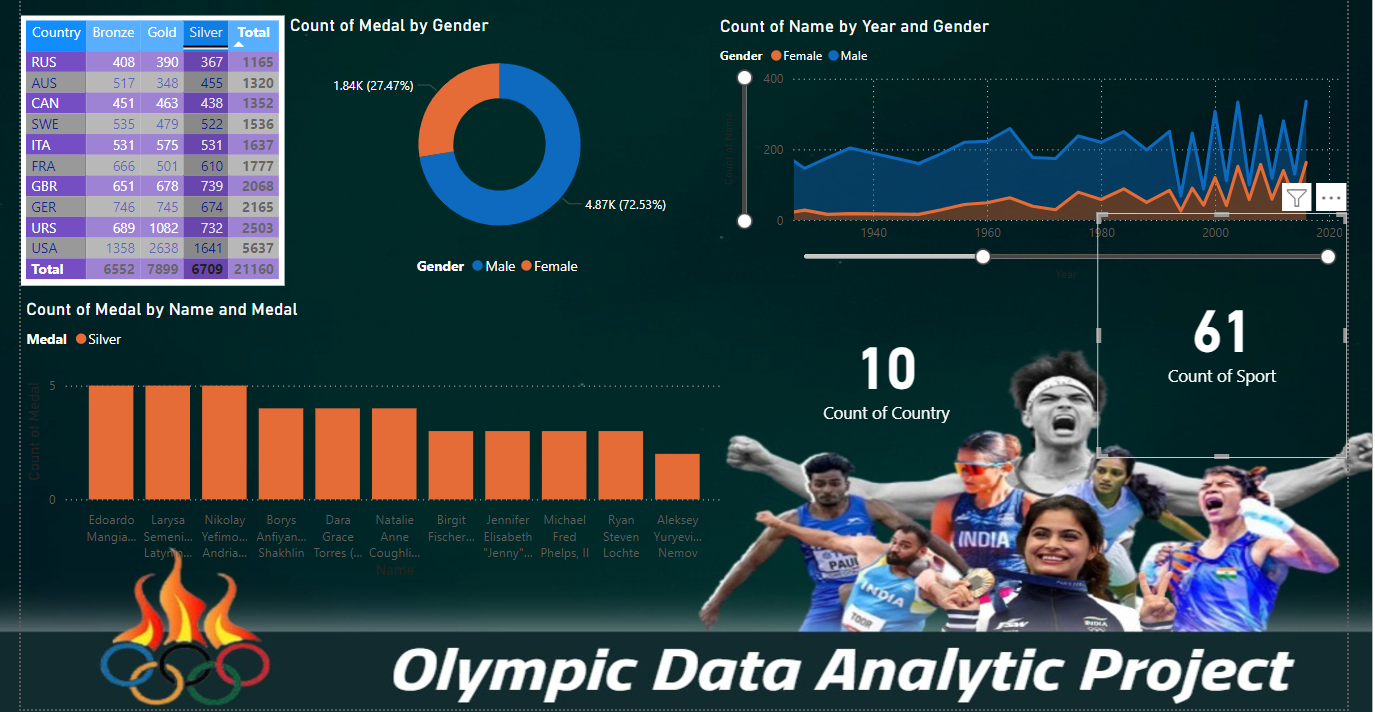 Country Bronze Gold Silver Total
RUS 408 390 367 1165
AUS 517 348 455 1320
CAN 451 463 438 1352
SWE 535 479 522 1536
ITA 531 575 531 1637
FRA 666 501 610 1777
GBR 651 678 739 2068
GER 746 745 674 2165
URS 689 1082 732 2503
USA 1358 2638 1641 5637
Total 6552 7899 6709 21160
Count of Medal by Gender
1.84K (27.47%)
4.87K (72.53%)
Gender Male Female
Count of Name by Year and Gender
Gender Female Male
Count of Name
400
200
0
1940 1960 1980 2000 2020
Year
Count of Medal by Name and Medal
Medal Silver
Count of Medal
5
0
Edoardo Larysa Nikolay Borys Dara Natalie Birgit Jennifer Michael Ryan Aleksey
Mangia... Semeni... Yefimo... Anfiyan... Grace Anne Fischer... Elisabeth Fred Steven Yuryevi...
Latynin... Andria... Shakhlin Torres (... Coughli... "Jenny"... Phelps, II Lochte Nemov
Name
10
Count of Country
61
Count of Sport
PAUL
INDIA
INDIA
TOOR
INDIA
Olympic Data Analytic Project